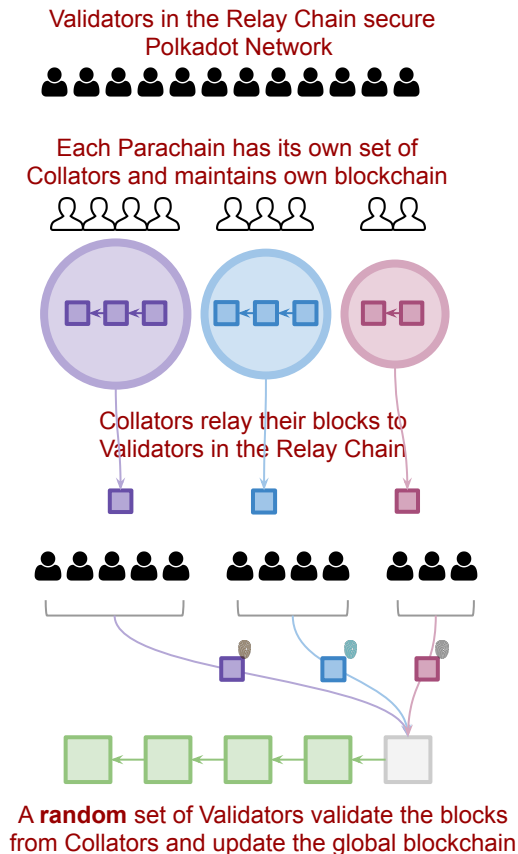 Validators in the Relay Chain secure
Polkadot Network
Each Parachain has its own set of
Collators and maintains own blockchain
Collators relay their blocks to
Validators in the Relay Chain
A random set of Validators validate the blocks
from Collators and update the global blockchain